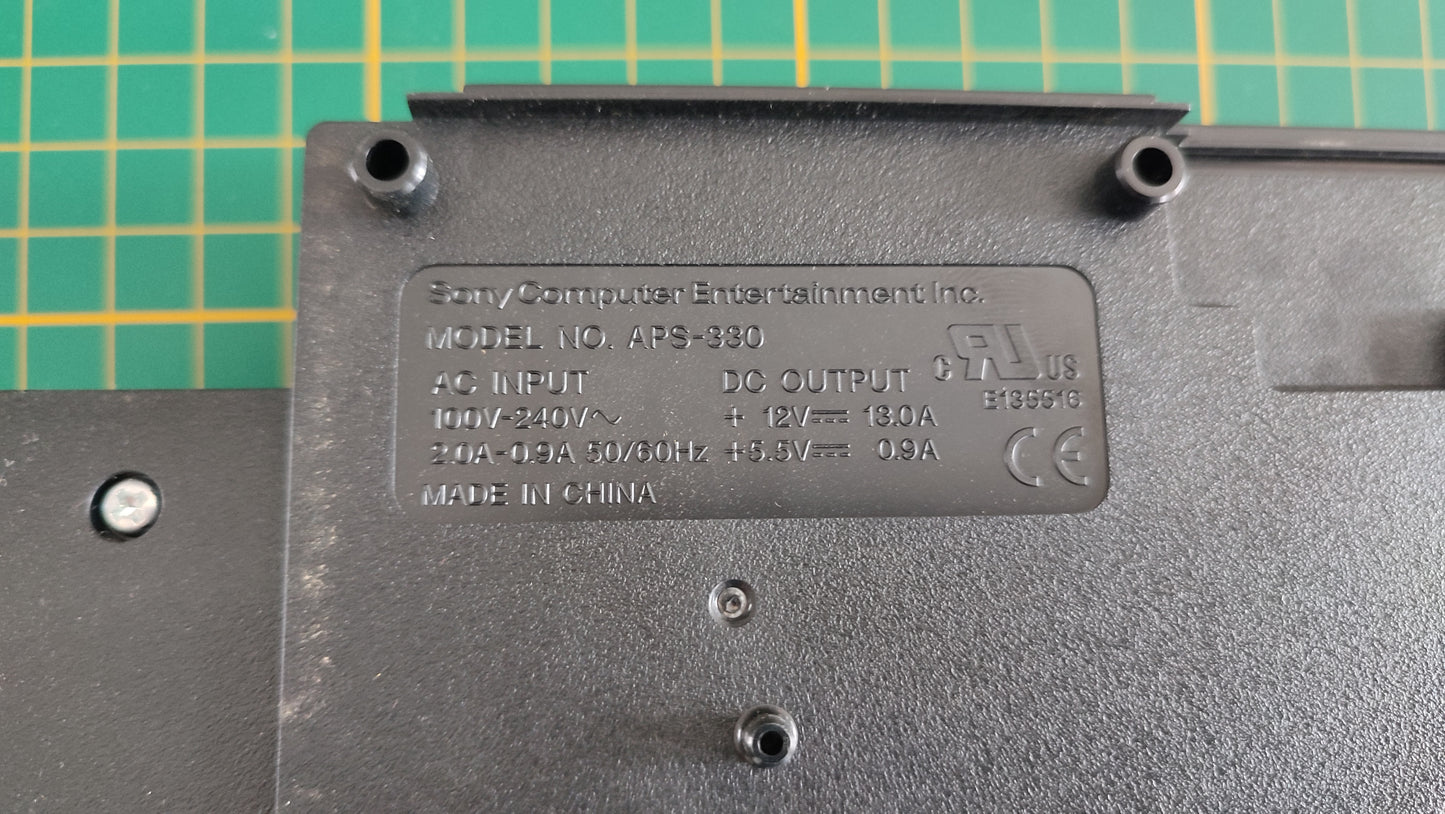 Sony Computer Entertainment Inc.
MODEL NO. APS-330
AC INPUT DC OUTPUT
100V-240V~ + 12V⎓ 13.0A
2.0A-0.9A 50/60Hz +5.5V⎓ 0.9A
MADE IN CHINA
C RU US
E135516
CE